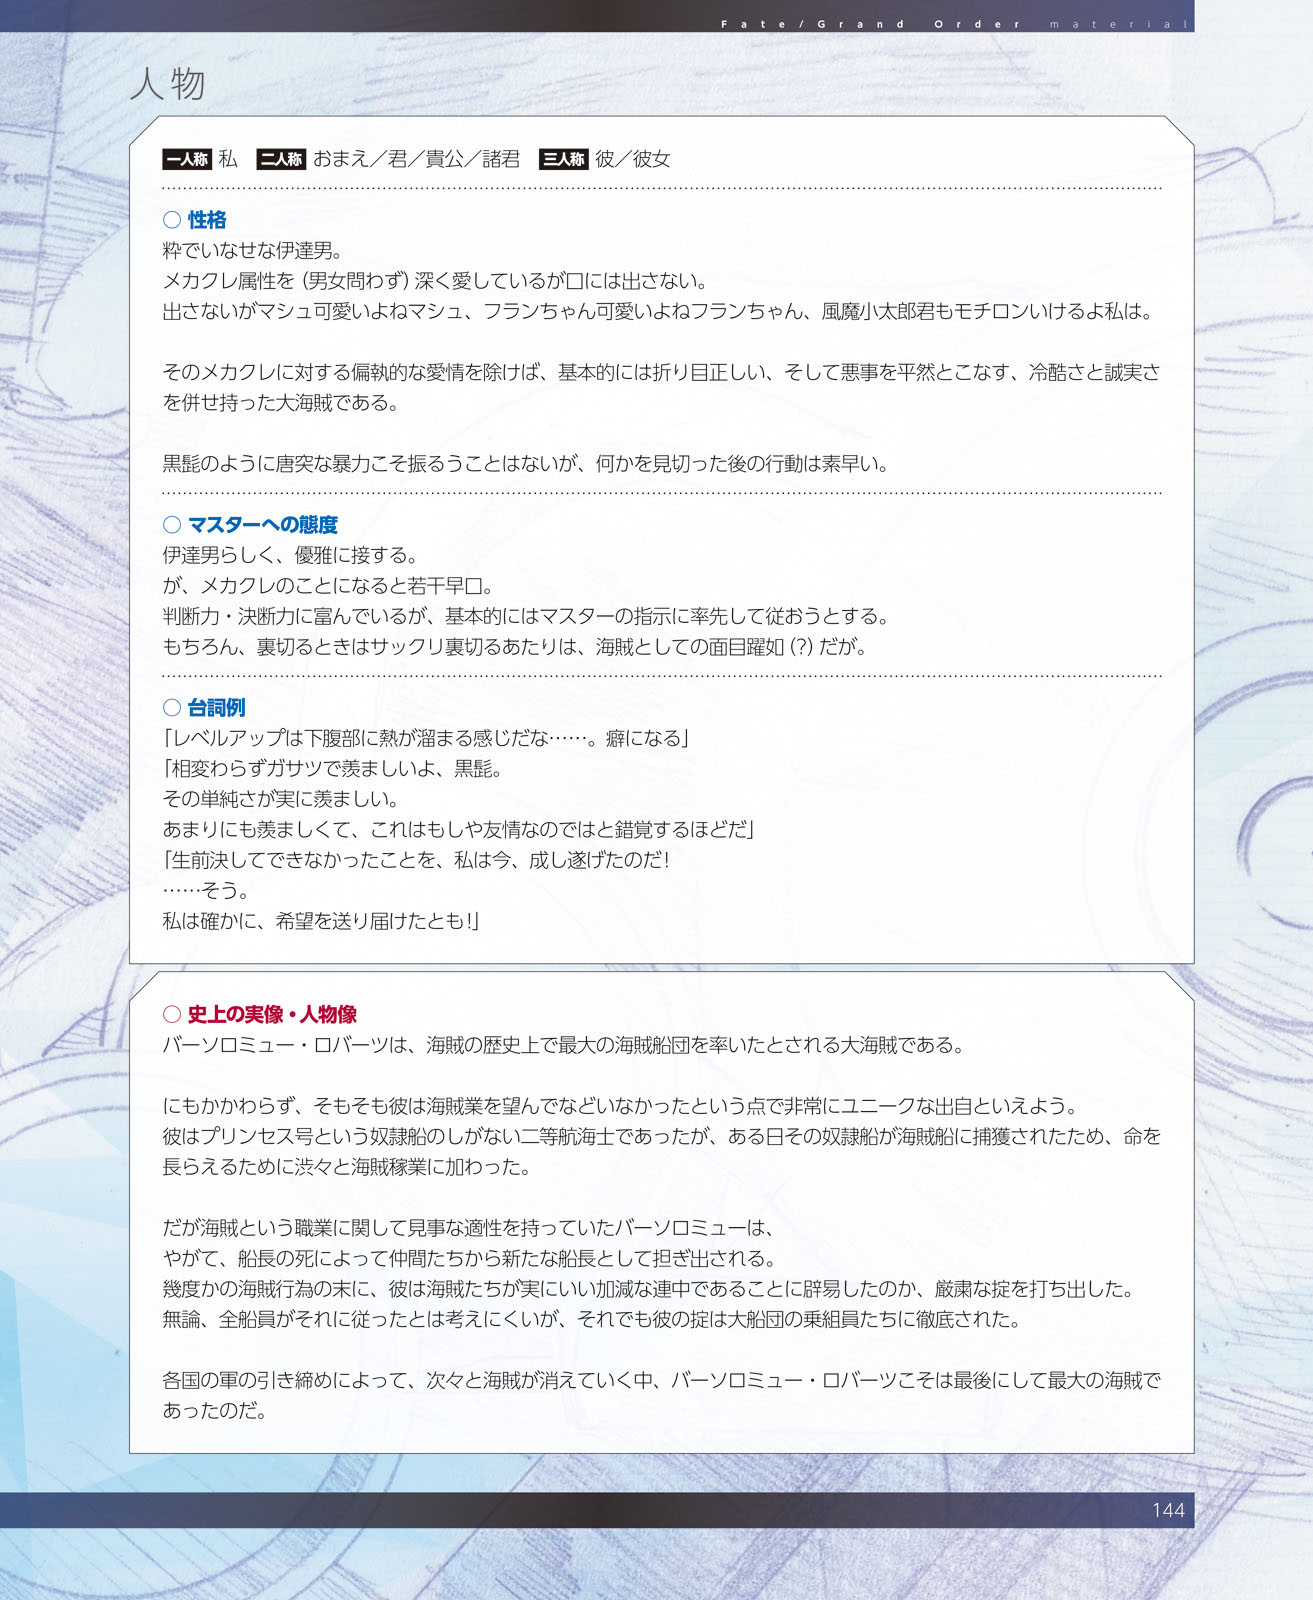 Fate/Grand Order material
人物
一人称 私 二人称 おまえ／君／貴公／諸君 三人称 彼／彼女
○ 性格
粋でいなせな伊達男。
メカクレ属性を（男女問わず）深く愛しているが口には出さない。
出さないがマシュ可愛いよねマシュ、フランちゃん可愛いよねフランちゃん、風魔小太郎君もモチロンいけるよ私は。
そのメカクレに対する偏執的な愛情を除けば、基本的には折り目正しい、そして悪事を平然とこなす、冷酷さと誠実さ
を併せ持った大海賊である。
黒髭のように唐突な暴力こそ振るうことはないが、何かを見切った後の行動は素早い。
○ マスターへの態度
伊達男らしく、優雅に接する。
が、メカクレのことになると若干早口。
判断力・決断力に富んでいるが、基本的にはマスターの指示に率先して従おうとする。
もちろん、裏切るときはサックリ裏切るあたりは、海賊としての面目躍如（？）だが。
○ 台詞例
「レベルアップは下腹部に熱が溜まる感じだな……。癖になる」
「相変わらずガサツで羨ましいよ、黒髭。
その単純さが実に羨ましい。
あまりにも羨ましくて、これはもしや友情なのではと錯覚するほどだ」
「生前決してできなかったことを、私は今、成し遂げたのだ！
……そう。
私は確かに、希望を送り届けたとも！」
○ 史上の実像・人物像
バーソロミュー・ロバーツは、海賊の歴史上で最大の海賊船団を率いたとされる大海賊である。
にもかかわらず、そもそも彼は海賊業を望んでなどいなかったという点で非常にユニークな出自といえよう。
彼はプリンセス号という奴隷船のしがない二等航海士であったが、ある日その奴隷船が海賊船に捕獲されたため、命を
長らえるために渋々と海賊稼業に加わった。
だが海賊という職業に関して見事な適性を持っていたバーソロミューは、
やがて、船長の死によって仲間たちから新たな船長として担ぎ出される。
幾度かの海賊行為の末に、彼は海賊たちが実にいい加減な連中であることに辟易したのか、厳粛な掟を打ち出した。
無論、全船員がそれに従ったとは考えにくいが、それでも彼の掟は大船団の乗組員たちに徹底された。
各国の軍の引き締めによって、次々と海賊が消えていく中、バーソロミュー・ロバーツこそは最後にして最大の海賊で
あったのだ。
144